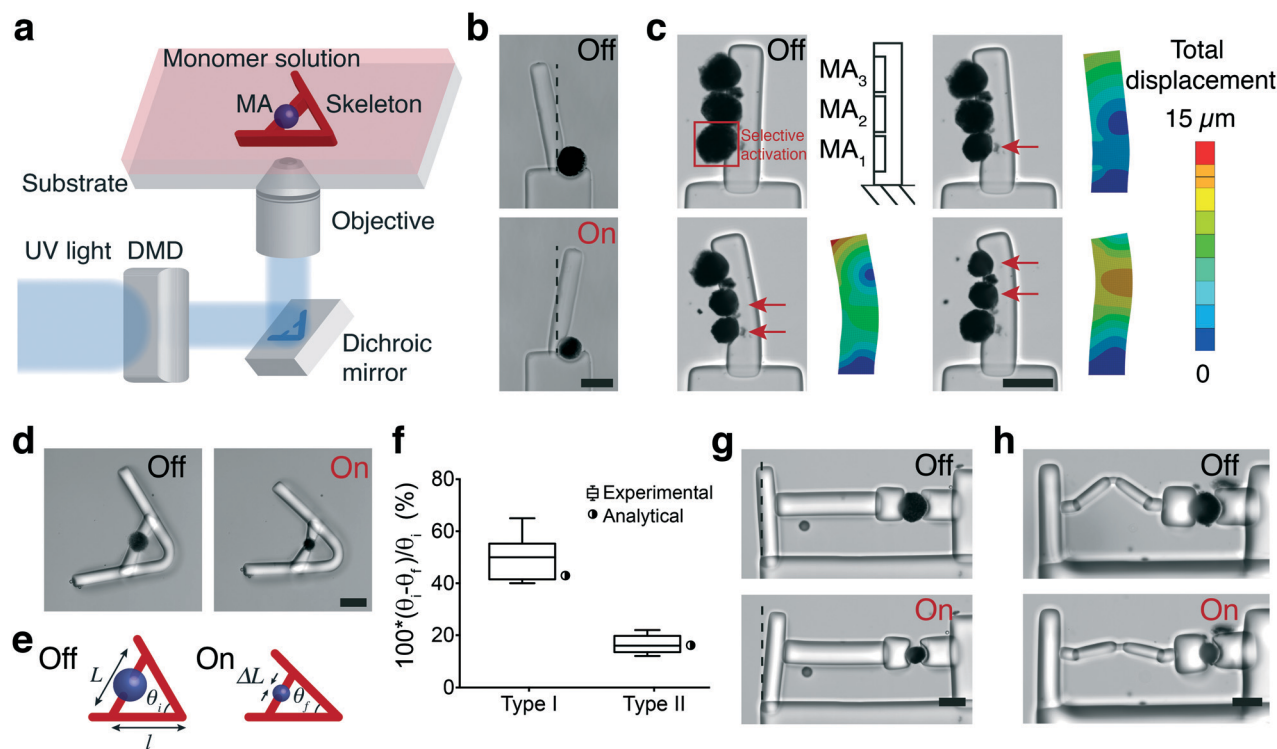 a
Monomer solution
MA
Skeleton
Substrate
Objective
UV light
DMD
Dichroic
mirror
b
Off
On
c
Off
Selective
activation
MA3
MA2
MA1
Total
displacement
15 μm
0
d
Off
On
e
Off
On
L
θi
l
ΔL
θf
f
100*(θi-θf)/θi (%)
80
60
40
20
0
Experimental
Analytical
Type I
Type II
g
Off
On
h
Off
On